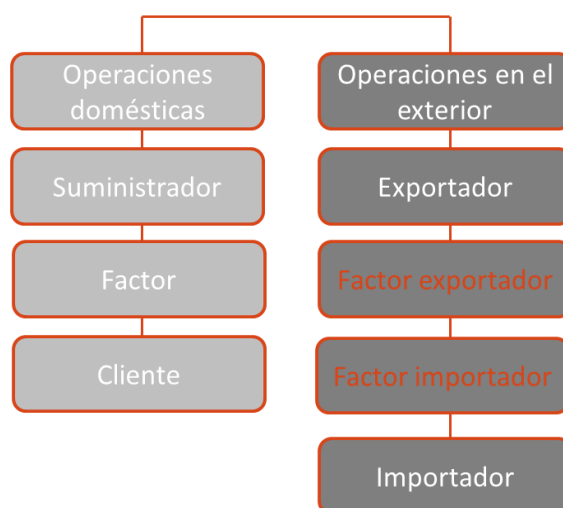 Operaciones
domésticas
Suministrador
Factor
Cliente
Operaciones en el
exterior
Exportador
Factor exportador
Factor importador
Importador